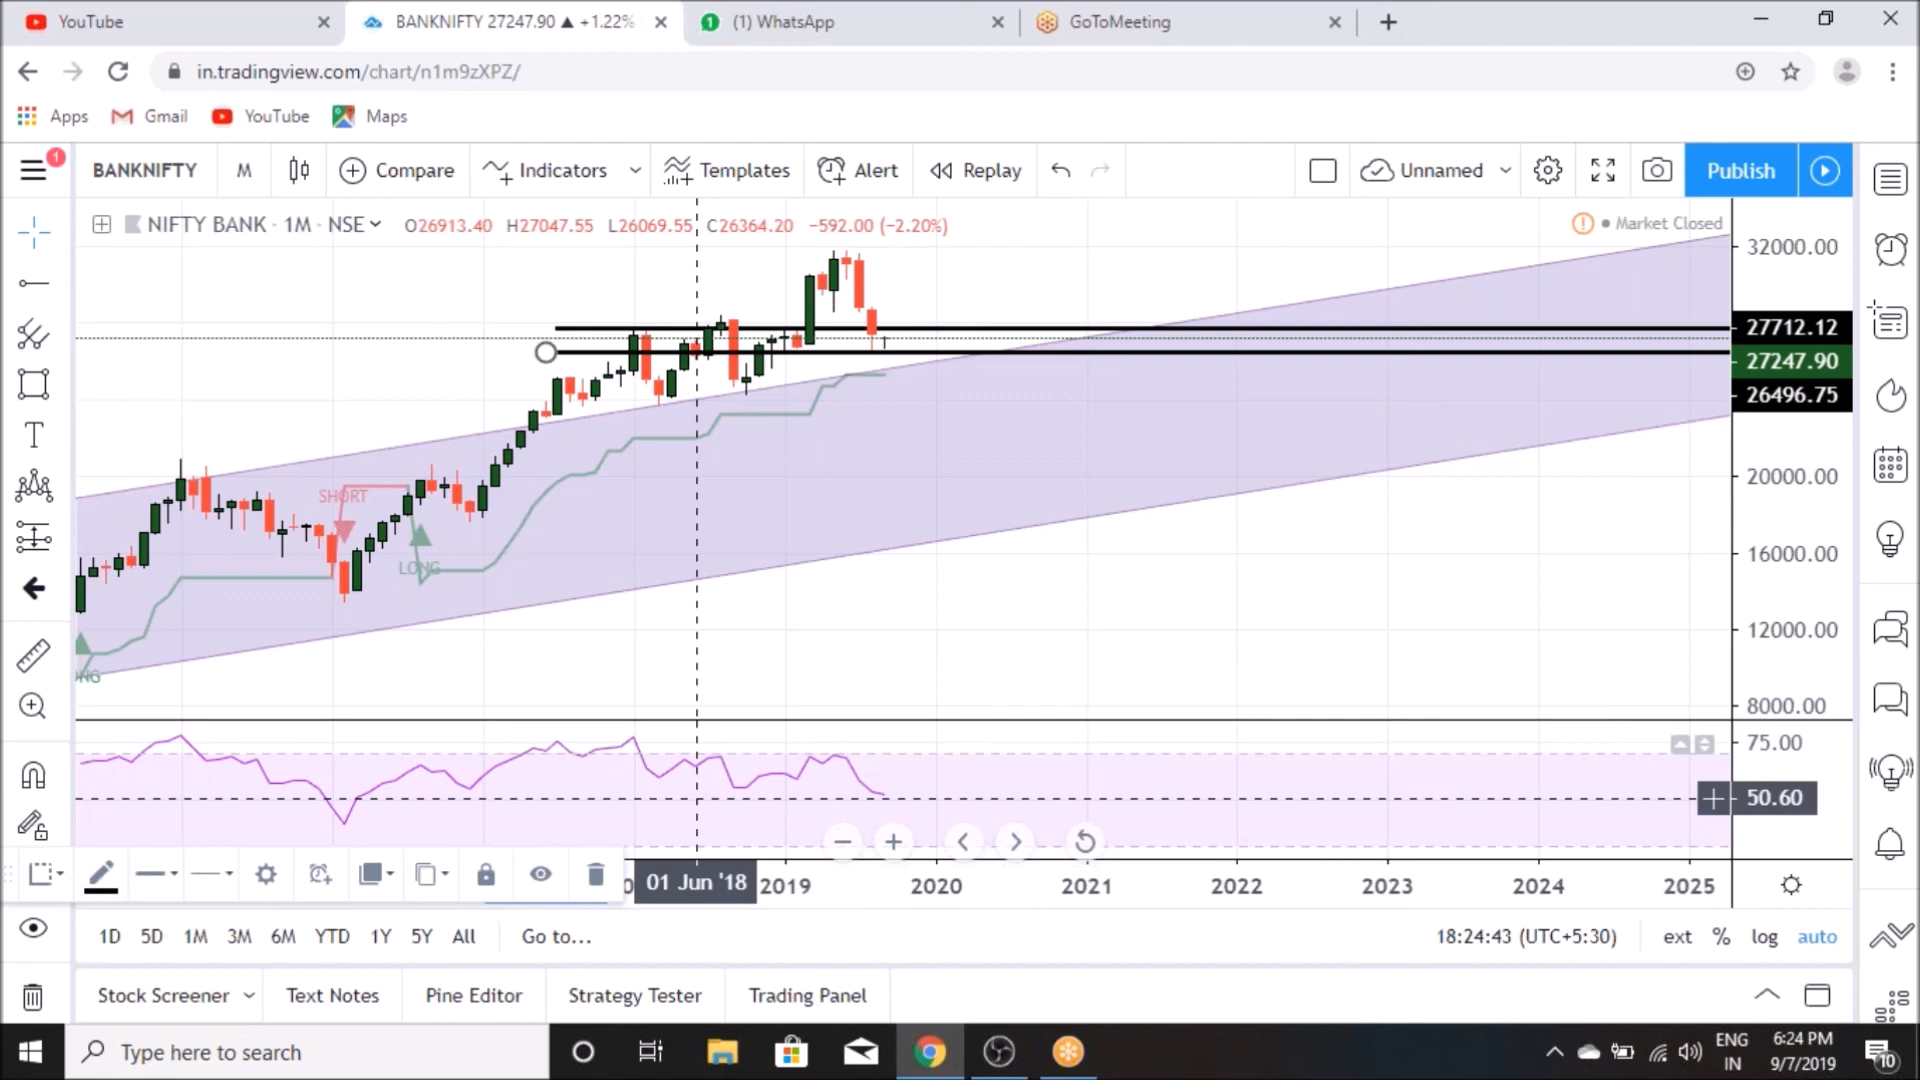 YouTube
BANKNIFTY 27247.90 ▲ +1.22%
(1) WhatsApp
GoToMeeting
in.tradingview.com/chart/n1m9zXPZ/
Apps
Gmail
YouTube
Maps
1
BANKNIFTY
M
Compare
Indicators
Templates
Alert
Replay
Unnamed
Publish
NIFTY BANK · 1M · NSE
O26913.40 H27047.55 L26069.55 C26364.20 −592.00 (−2.20%)
Market Closed
32000.00
27712.12
27247.90
26496.75
20000.00
16000.00
12000.00
8000.00
SHORT
LONG
75.00
50.60
01 Jun '18
2019
2020
2021
2022
2023
2024
2025
1D 5D 1M 3M 6M YTD 1Y 5Y All
Go to...
18:24:43 (UTC+5:30)
ext % log auto
Stock Screener
Text Notes
Pine Editor
Strategy Tester
Trading Panel
Type here to search
ENG
IN
6:24 PM
9/7/2019
10